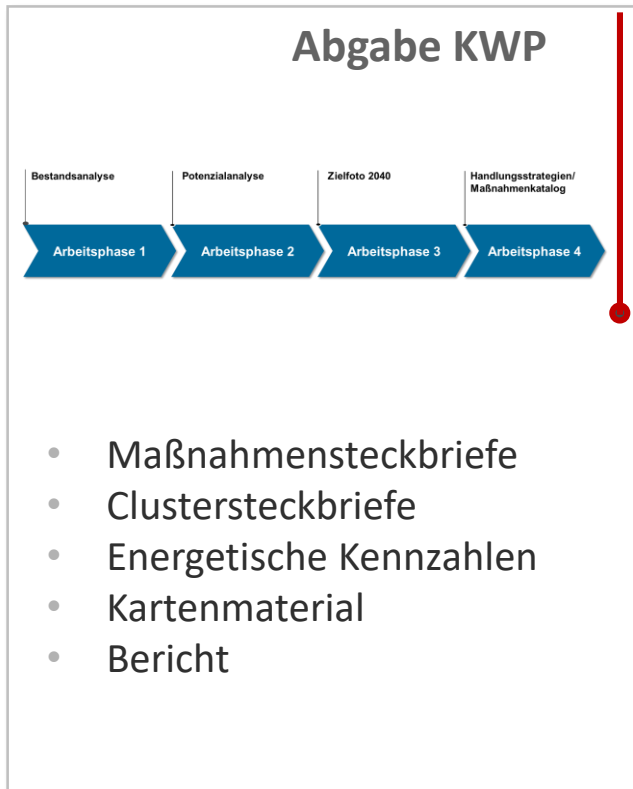 Abgabe KWP
Bestandsanalyse
Potenzialanalyse
Zielfoto 2040
Handlungsstrategien/
Maßnahmenkatalog
Arbeitsphase 1
Arbeitsphase 2
Arbeitsphase 3
Arbeitsphase 4
• Maßnahmensteckbriefe
• Clustersteckbriefe
• Energetische Kennzahlen
• Kartenmaterial
• Bericht